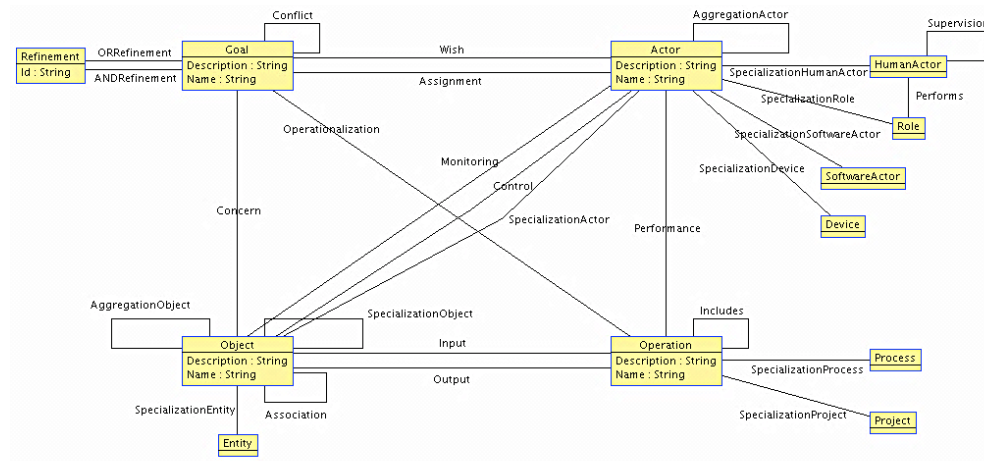 Conflict
AggregationActor
Supervision
Refinement
Id : String
ORRefinement
ANDRefinement
Goal
Description : String
Name : String
Wish
Assignment
Actor
Description : String
Name : String
SpecializationHumanActor
HumanActor
SpecializationRole
Performs
Role
Operationalization
SpecializationSoftwareActor
Monitoring
SpecializationDevice
SoftwareActor
Control
Concern
SpecializationActor
Performance
Device
AggregationObject
SpecializationObject
Includes
Object
Description : String
Name : String
Input
Output
Operation
Description : String
Name : String
Process
SpecializationProcess
SpecializationEntity
Association
SpecializationProject
Project
Entity